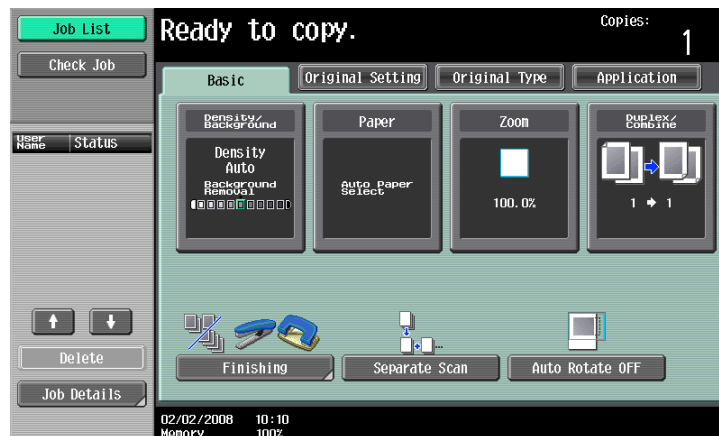 Job List
Ready to copy.
Copies:
1
Check Job
Basic
Original Setting
Original Type
Application
User Name
Status
Density/
Background
Paper
Zoom
Duplex/
Combine
Density
Auto
Background
Removal
Auto Paper
Select
100.0%
1 → 1
Delete
Job Details
Finishing
Separate Scan
Auto Rotate OFF
02/02/2008 10:10
Memory 100%